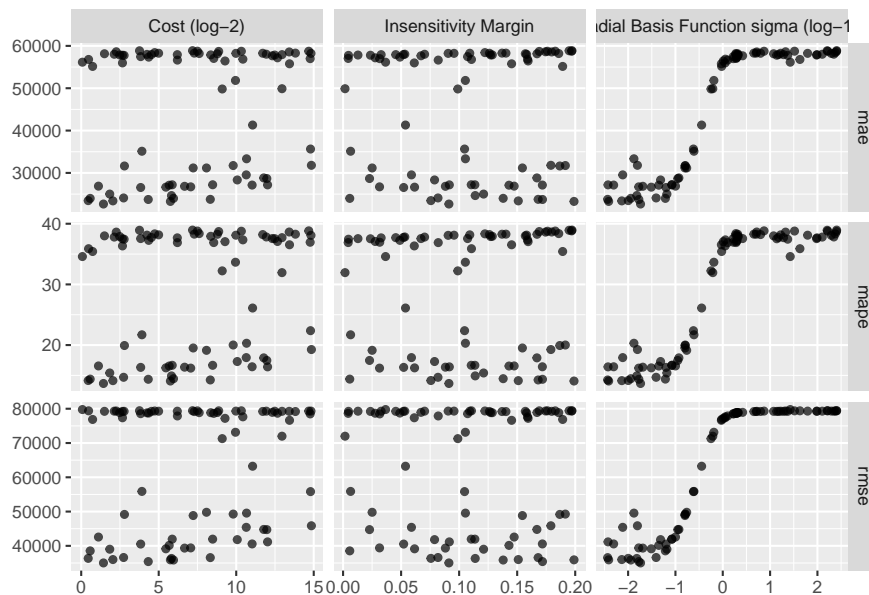 Cost (log−2)
Insensitivity Margin
dial Basis Function sigma (log−1
60000
50000
40000
30000
mae
40
30
20
mape
80000
70000
60000
50000
40000
rmse
0 5 10 15
0.00 0.05 0.10 0.15 0.20
−2 −1 0 1 2